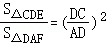 S△CDE / S△DAF = (DC/AD)²